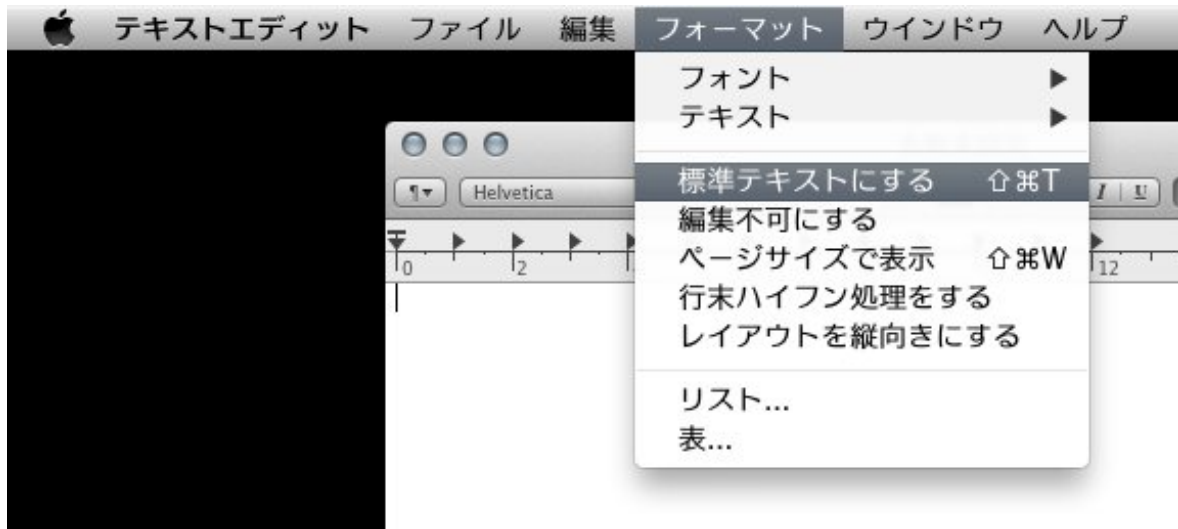 テキストエディット ファイル 編集 フォーマット ウインドウ ヘルプ
フォント ▶
テキスト ▶
標準テキストにする ⇧⌘T
編集不可にする
ページサイズで表示 ⇧⌘W
行末ハイフン処理をする
レイアウトを縦向きにする
リスト...
表...
¶▾ Helvetica I U
0 2 12